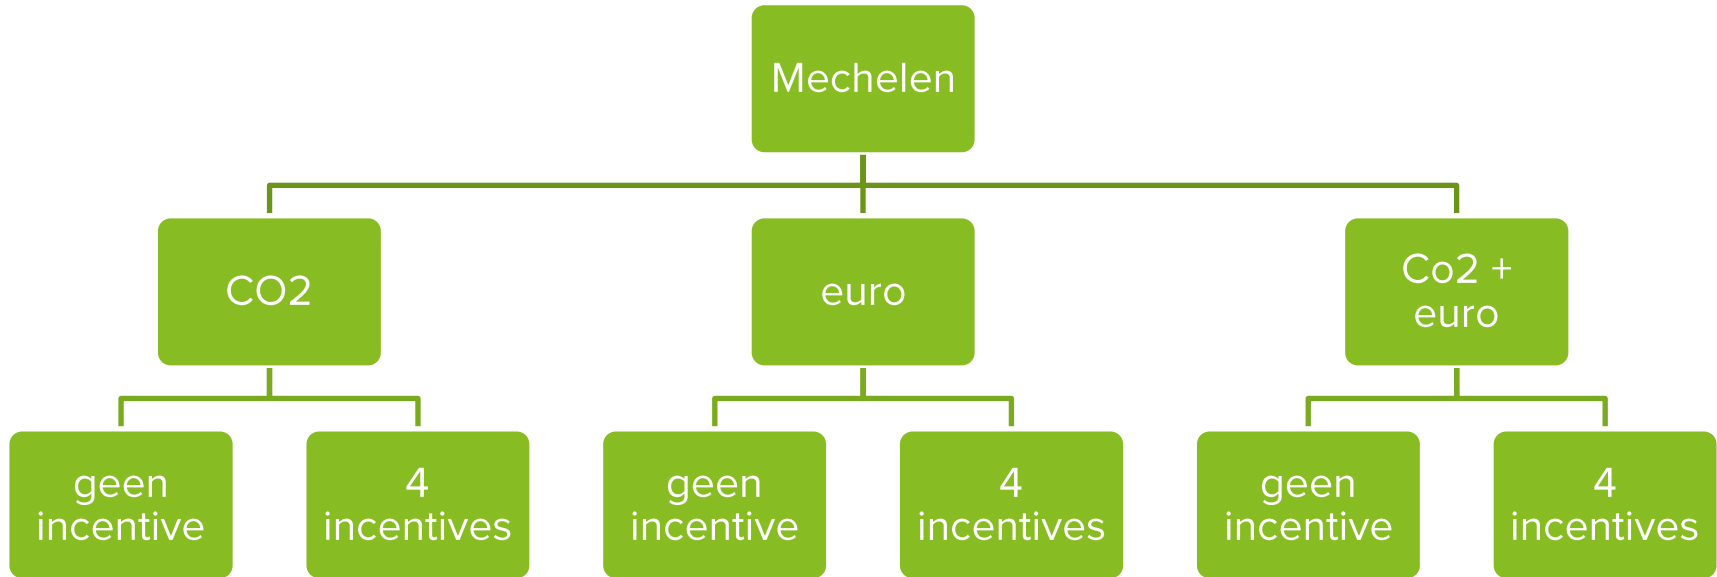 Mechelen
CO2
euro
Co2 +
euro
geen
incentive
4
incentives
geen
incentive
4
incentives
geen
incentive
4
incentives